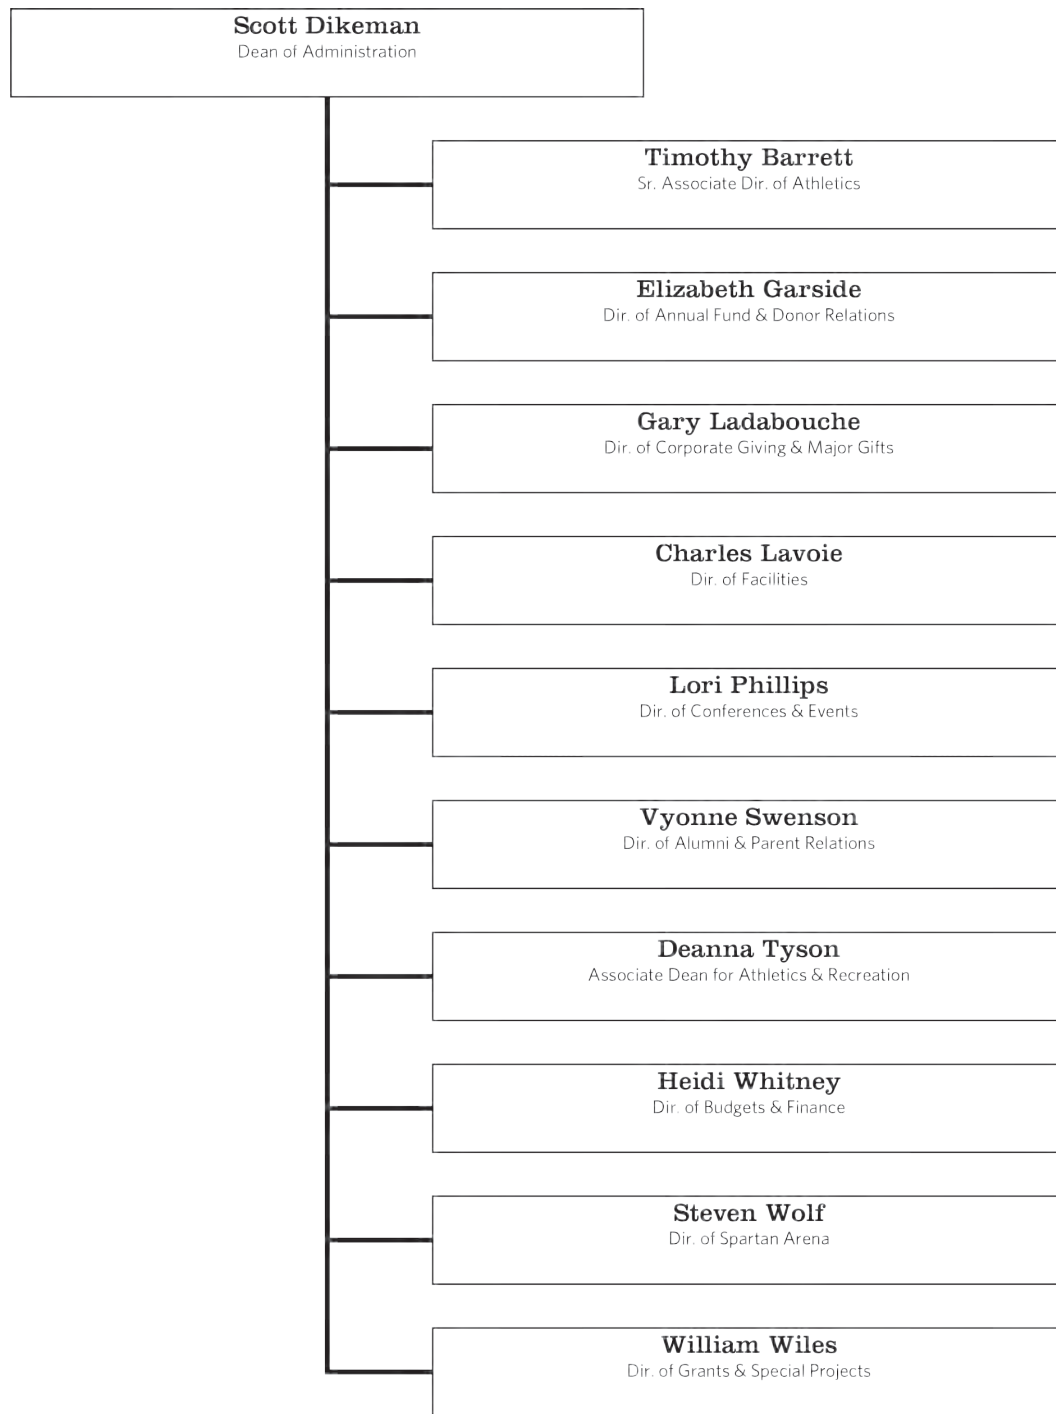 Scott Dikeman
Dean of Administration
Timothy Barrett
Sr. Associate Dir. of Athletics
Elizabeth Garside
Dir. of Annual Fund & Donor Relations
Gary Ladabouche
Dir. of Corporate Giving & Major Gifts
Charles Lavoie
Dir. of Facilities
Lori Phillips
Dir. of Conferences & Events
Vyonne Swenson
Dir. of Alumni & Parent Relations
Deanna Tyson
Associate Dean for Athletics & Recreation
Heidi Whitney
Dir. of Budgets & Finance
Steven Wolf
Dir. of Spartan Arena
William Wiles
Dir. of Grants & Special Projects